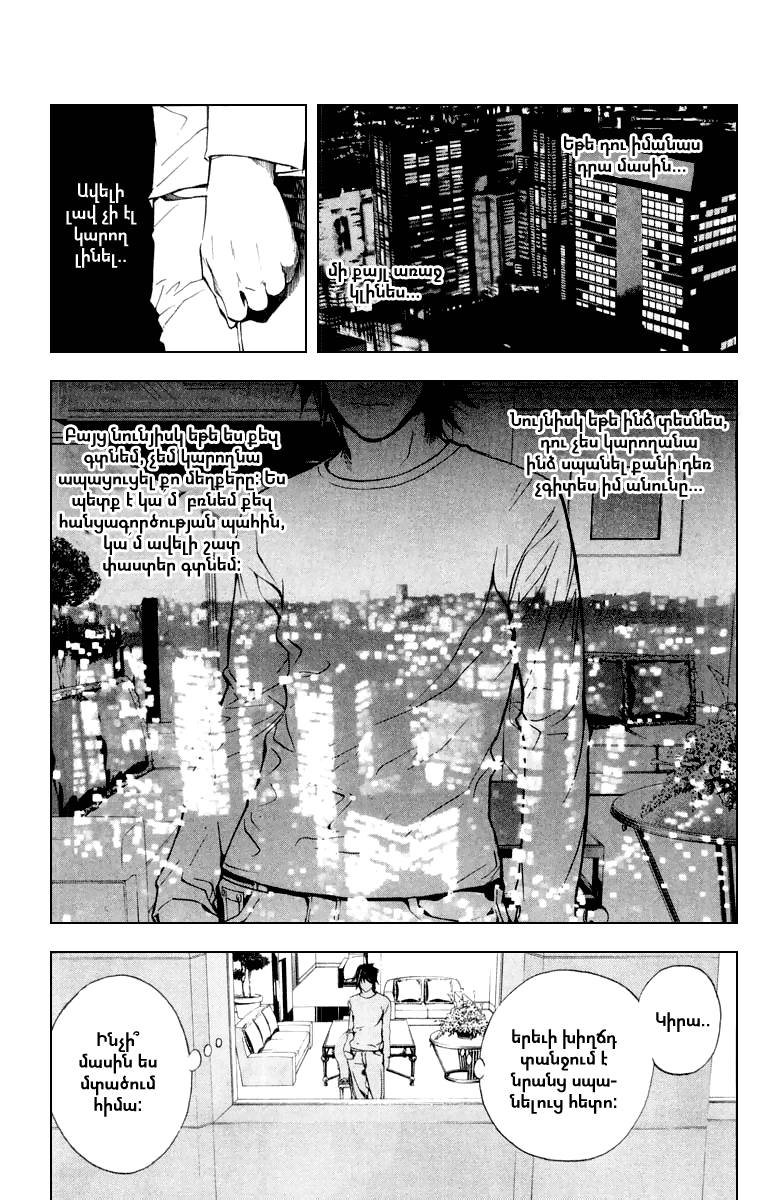 Եթե դու իմանաս
դրա մասին...
մի քայլ առաջ
կլինես...
Ավելի
լավ չի էլ
կարող
լինել..
Նույնիսկ եթե ինձ տեսնես,
դու չես կարողանա
ինձ սպանել քանի դեռ
չգիտես իմ անունը...
Բայց նունյիսկ եթե ես քեզ
գտնեմ, չեմ կարողնա
ապացուցել քո մեղքերը: Ես
պետք է կա՛մ բռնեմ քեզ
հանցագործության պահին,
կա՛մ ավելի շատ
փաստեր գտնեմ:
Կիրա..
երեւի խիղճդ
տանջում է
նրանց սպա-
նելուց հետո:
Ինչի՞
մասին ես
մտածում
հիմա: